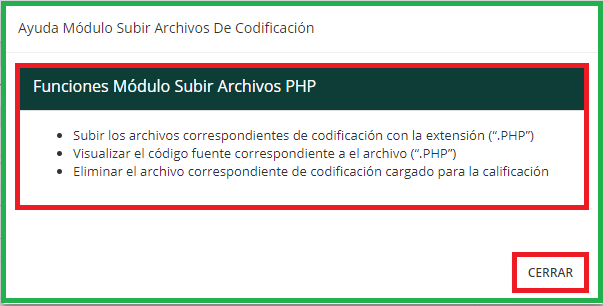 Ayuda Módulo Subir Archivos De Codificación
Funciones Módulo Subir Archivos PHP
• Subir los archivos correspondientes de codificación con la extensión (“.PHP”)
• Visualizar el código fuente correspondiente a el archivo (“.PHP”)
• Eliminar el archivo correspondiente de codificación cargado para la calificación
CERRAR